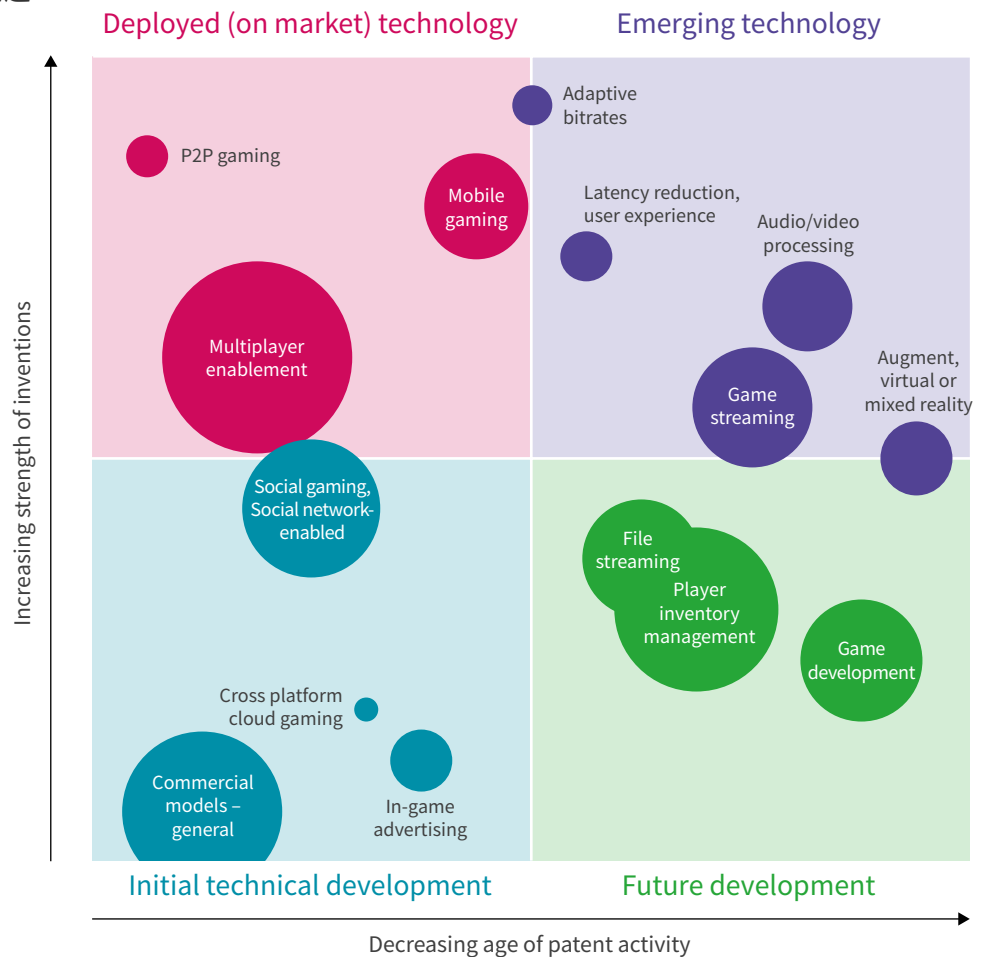 Deployed (on market) technology
Emerging technology
Adaptive
bitrates
P2P gaming
Mobile
gaming
Latency reduction,
user experience
Audio/video
processing
Multiplayer
enablement
Augment,
virtual or
mixed reality
Game
streaming
Increasing strength of inventions
Social gaming,
Social network-
enabled
File
streaming
Player
inventory
management
Game
development
Cross platform
cloud gaming
Commercial
models –
general
In-game
advertising
Initial technical development
Future development
Decreasing age of patent activity